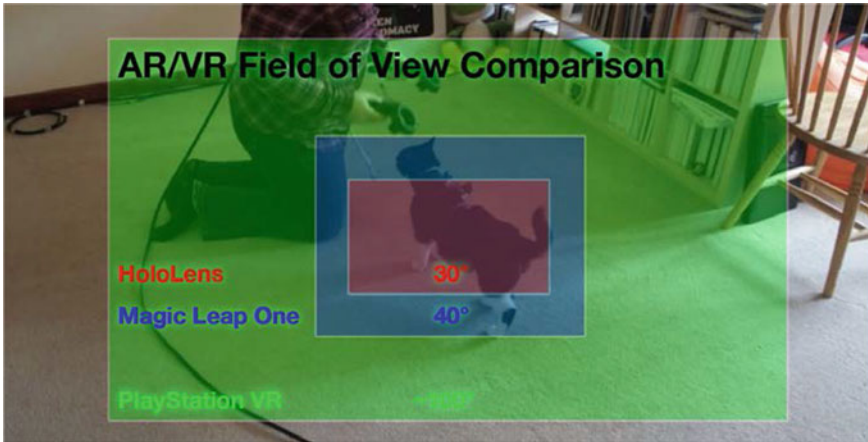 AR/VR Field of View Comparison
HoloLens 30°
Magic Leap One 40°
PlayStation VR